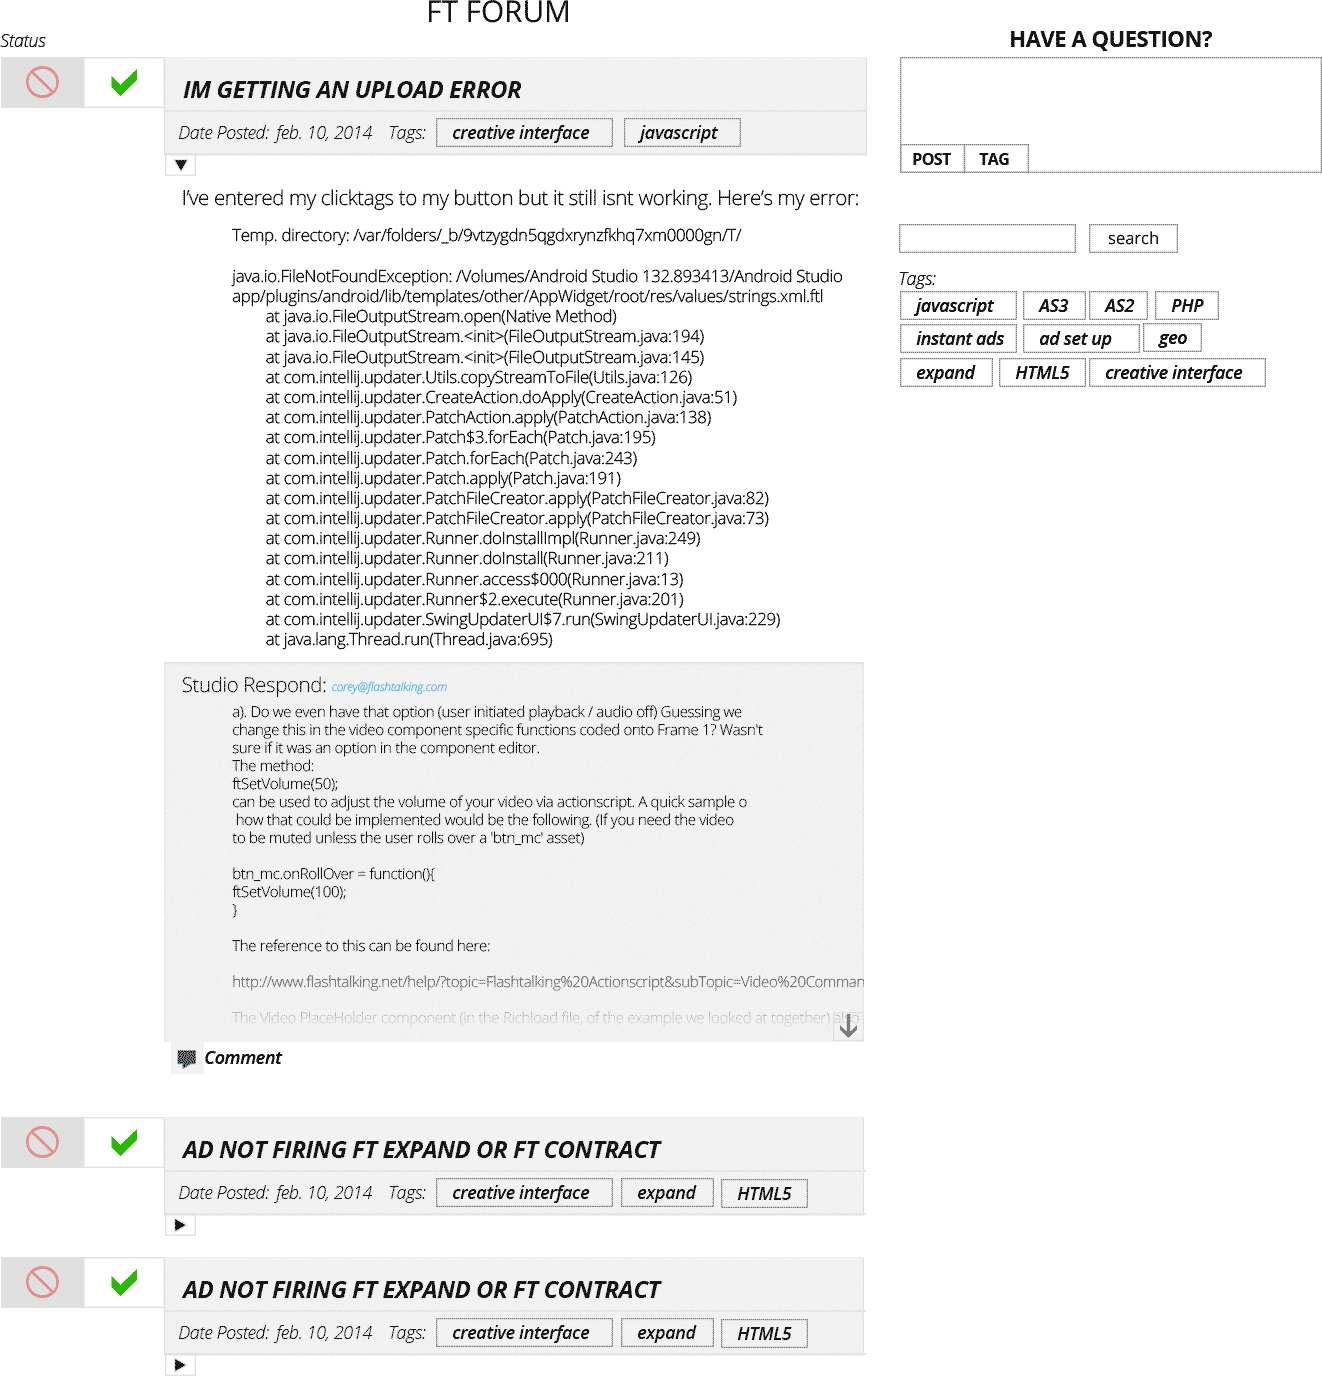 FT FORUM
Status
IM GETTING AN UPLOAD ERROR
Date Posted: feb. 10, 2014 Tags: creative interface javascript
I've entered my clicktags to my button but it still isnt working. Here's my error:
Temp. directory: /var/folders/_b/9vtzygdn5qgdxrynzfkhq7xm0000gn/T/
java.io.FileNotFoundException: /Volumes/Android Studio 132.893413/Android Studio
app/plugins/android/lib/templates/other/AppWidget/root/res/values/strings.xml.ftl
at java.io.FileOutputStream.open(Native Method)
at java.io.FileOutputStream.<init>(FileOutputStream.java:194)
at java.io.FileOutputStream.<init>(FileOutputStream.java:145)
at com.intellij.updater.Utils.copyStreamToFile(Utils.java:126)
at com.intellij.updater.CreateAction.doApply(CreateAction.java:51)
at com.intellij.updater.PatchAction.apply(PatchAction.java:138)
at com.intellij.updater.Patch$3.forEach(Patch.java:195)
at com.intellij.updater.Patch.forEach(Patch.java:243)
at com.intellij.updater.Patch.apply(Patch.java:191)
at com.intellij.updater.PatchFileCreator.apply(PatchFileCreator.java:82)
at com.intellij.updater.PatchFileCreator.apply(PatchFileCreator.java:73)
at com.intellij.updater.Runner.doInstallImpl(Runner.java:249)
at com.intellij.updater.Runner.doInstall(Runner.java:211)
at com.intellij.updater.Runner.access$000(Runner.java:13)
at com.intellij.updater.Runner$2.execute(Runner.java:201)
at com.intellij.updater.SwingUpdaterUI$7.run(SwingUpdaterUI.java:229)
at java.lang.Thread.run(Thread.java:695)
Studio Respond: corey@flashtalking.com
a). Do we even have that option (user initiated playback / audio off) Guessing we
change this in the video component specific functions coded onto Frame 1? Wasn't
sure if it was an option in the component editor.
The method:
ftSetVolume(50);
can be used to adjust the volume of your video via actionscript. A quick sample o
how that could be implemented would be the following. (If you need the video
to be muted unless the user rolls over a 'btn_mc' asset)
btn_mc.onRollOver = function(){
ftSetVolume(100);
}
The reference to this can be found here:
http://www.flashtalking.net/help/?topic=Flashtalking%20Actionscript&subTopic=Video%20Comman
The Video PlaceHolder component (in the Richload file, of the example we looked at together)
Comment
AD NOT FIRING FT EXPAND OR FT CONTRACT
Date Posted: feb. 10, 2014 Tags: creative interface expand HTML5
AD NOT FIRING FT EXPAND OR FT CONTRACT
Date Posted: feb. 10, 2014 Tags: creative interface expand HTML5
HAVE A QUESTION?
POST TAG
search
Tags:
javascript AS3 AS2 PHP
instant ads ad set up geo
expand HTML5 creative interface